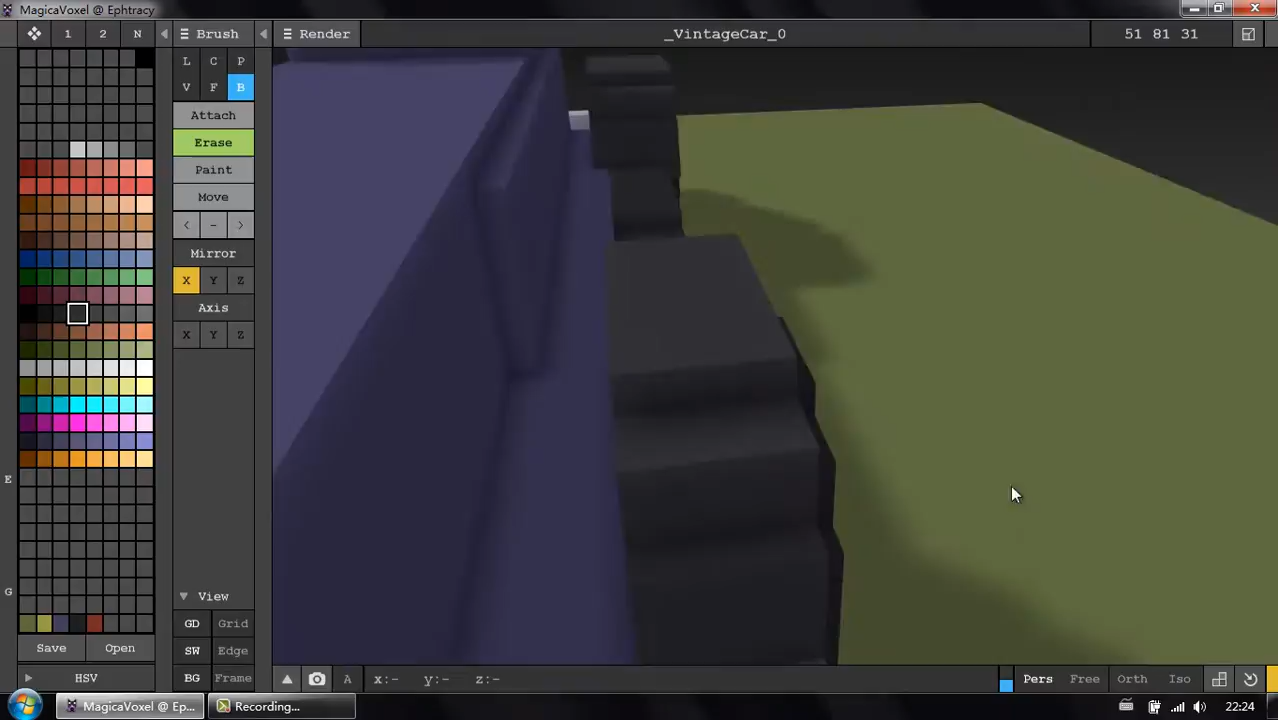 MagicaVoxel @ Ephtracy
1 2 N
Brush
Render
_VintageCar_0
51 81 31
L C P
V F B
Attach
Erase
Paint
Move
< - >
Mirror
X Y Z
Axis
X Y Z
E
G
View
GD Grid
SW Edge
BG Frame
Save Open
HSV
A x:- y:- z:-
Pers Free Orth Iso
MagicaVoxel @ Ep...
Recording...
22:24